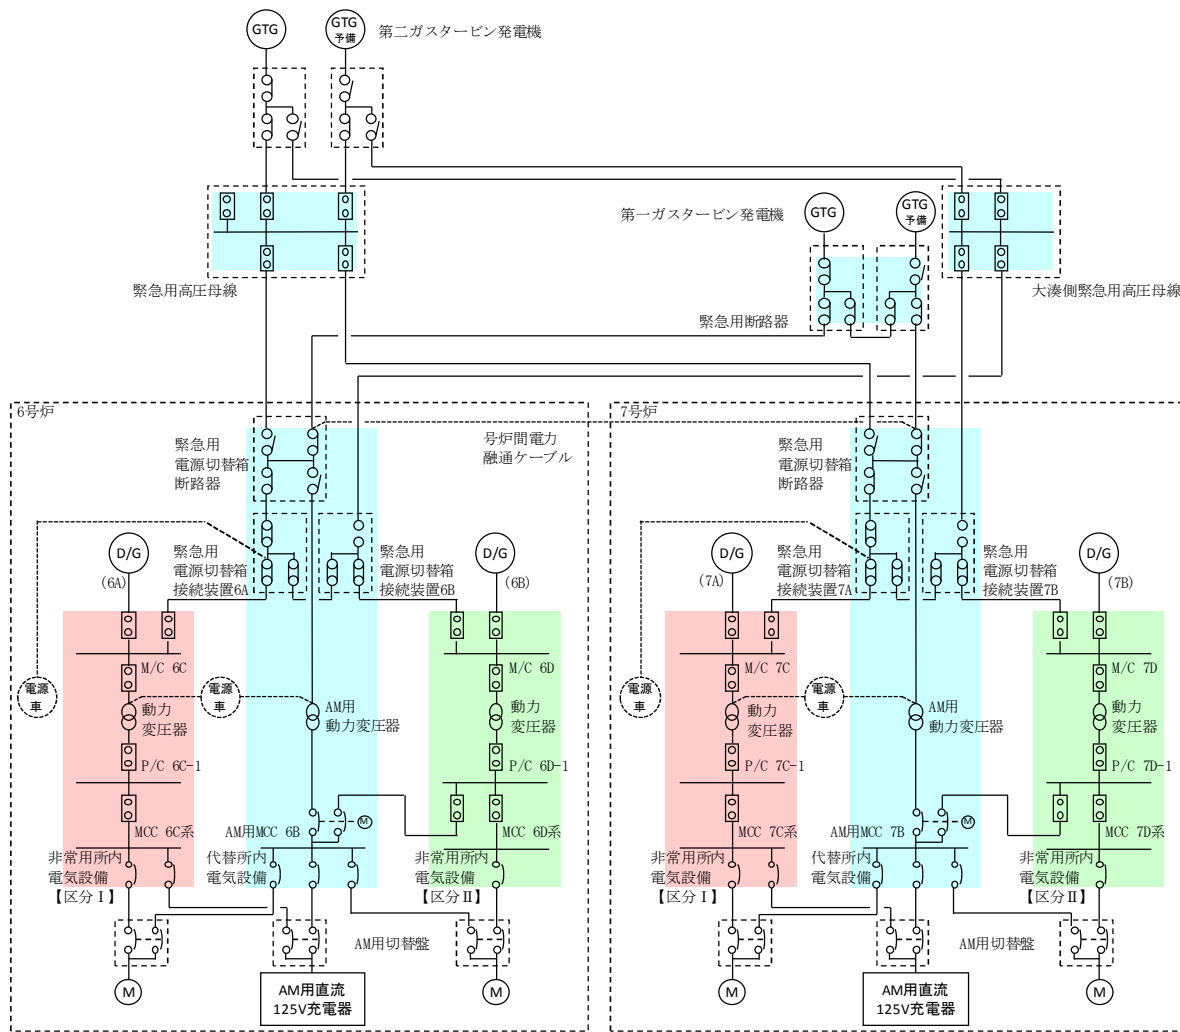 GTG
GTG
予備
第二ガスタービン発電機
第一ガスタービン発電機
GTG
GTG
予備
緊急用高圧母線
大湊側緊急用高圧母線
緊急用断路器
6号炉
緊急用
電源切替箱
断路器
号炉間電力
融通ケーブル
D/G
(6A)
緊急用
電源切替箱
接続装置6A
緊急用
電源切替箱
接続装置6B
D/G
(6B)
M/C 6C
M/C 6D
電源
車
動力
変圧器
電源
車
AM用
動力変圧器
動力
変圧器
P/C 6C-1
P/C 6D-1
MCC 6C系
AM用MCC 6B
M
MCC 6D系
非常用所内
電気設備
【区分Ⅰ】
代替所内
電気設備
非常用所内
電気設備
【区分Ⅱ】
AM用切替盤
M
AM用直流
125V充電器
M
7号炉
緊急用
電源切替箱
断路器
D/G
(7A)
緊急用
電源切替箱
接続装置7A
緊急用
電源切替箱
接続装置7B
D/G
(7B)
M/C 7C
M/C 7D
電源
車
動力
変圧器
電源
車
AM用
動力変圧器
動力
変圧器
P/C 7C-1
P/C 7D-1
MCC 7C系
AM用MCC 7B
M
MCC 7D系
非常用所内
電気設備
【区分Ⅰ】
代替所内
電気設備
非常用所内
電気設備
【区分Ⅱ】
AM用切替盤
M
AM用直流
125V充電器
M